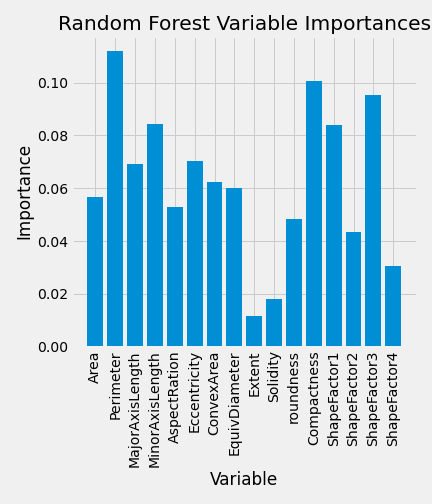 Random Forest Variable Importances
Importance
0.10
0.08
0.06
0.04
0.02
0.00
Area
Perimeter
MajorAxisLength
MinorAxisLength
AspectRation
Eccentricity
ConvexArea
EquivDiameter
Extent
Solidity
roundness
Compactness
ShapeFactor1
ShapeFactor2
ShapeFactor3
ShapeFactor4
Variable